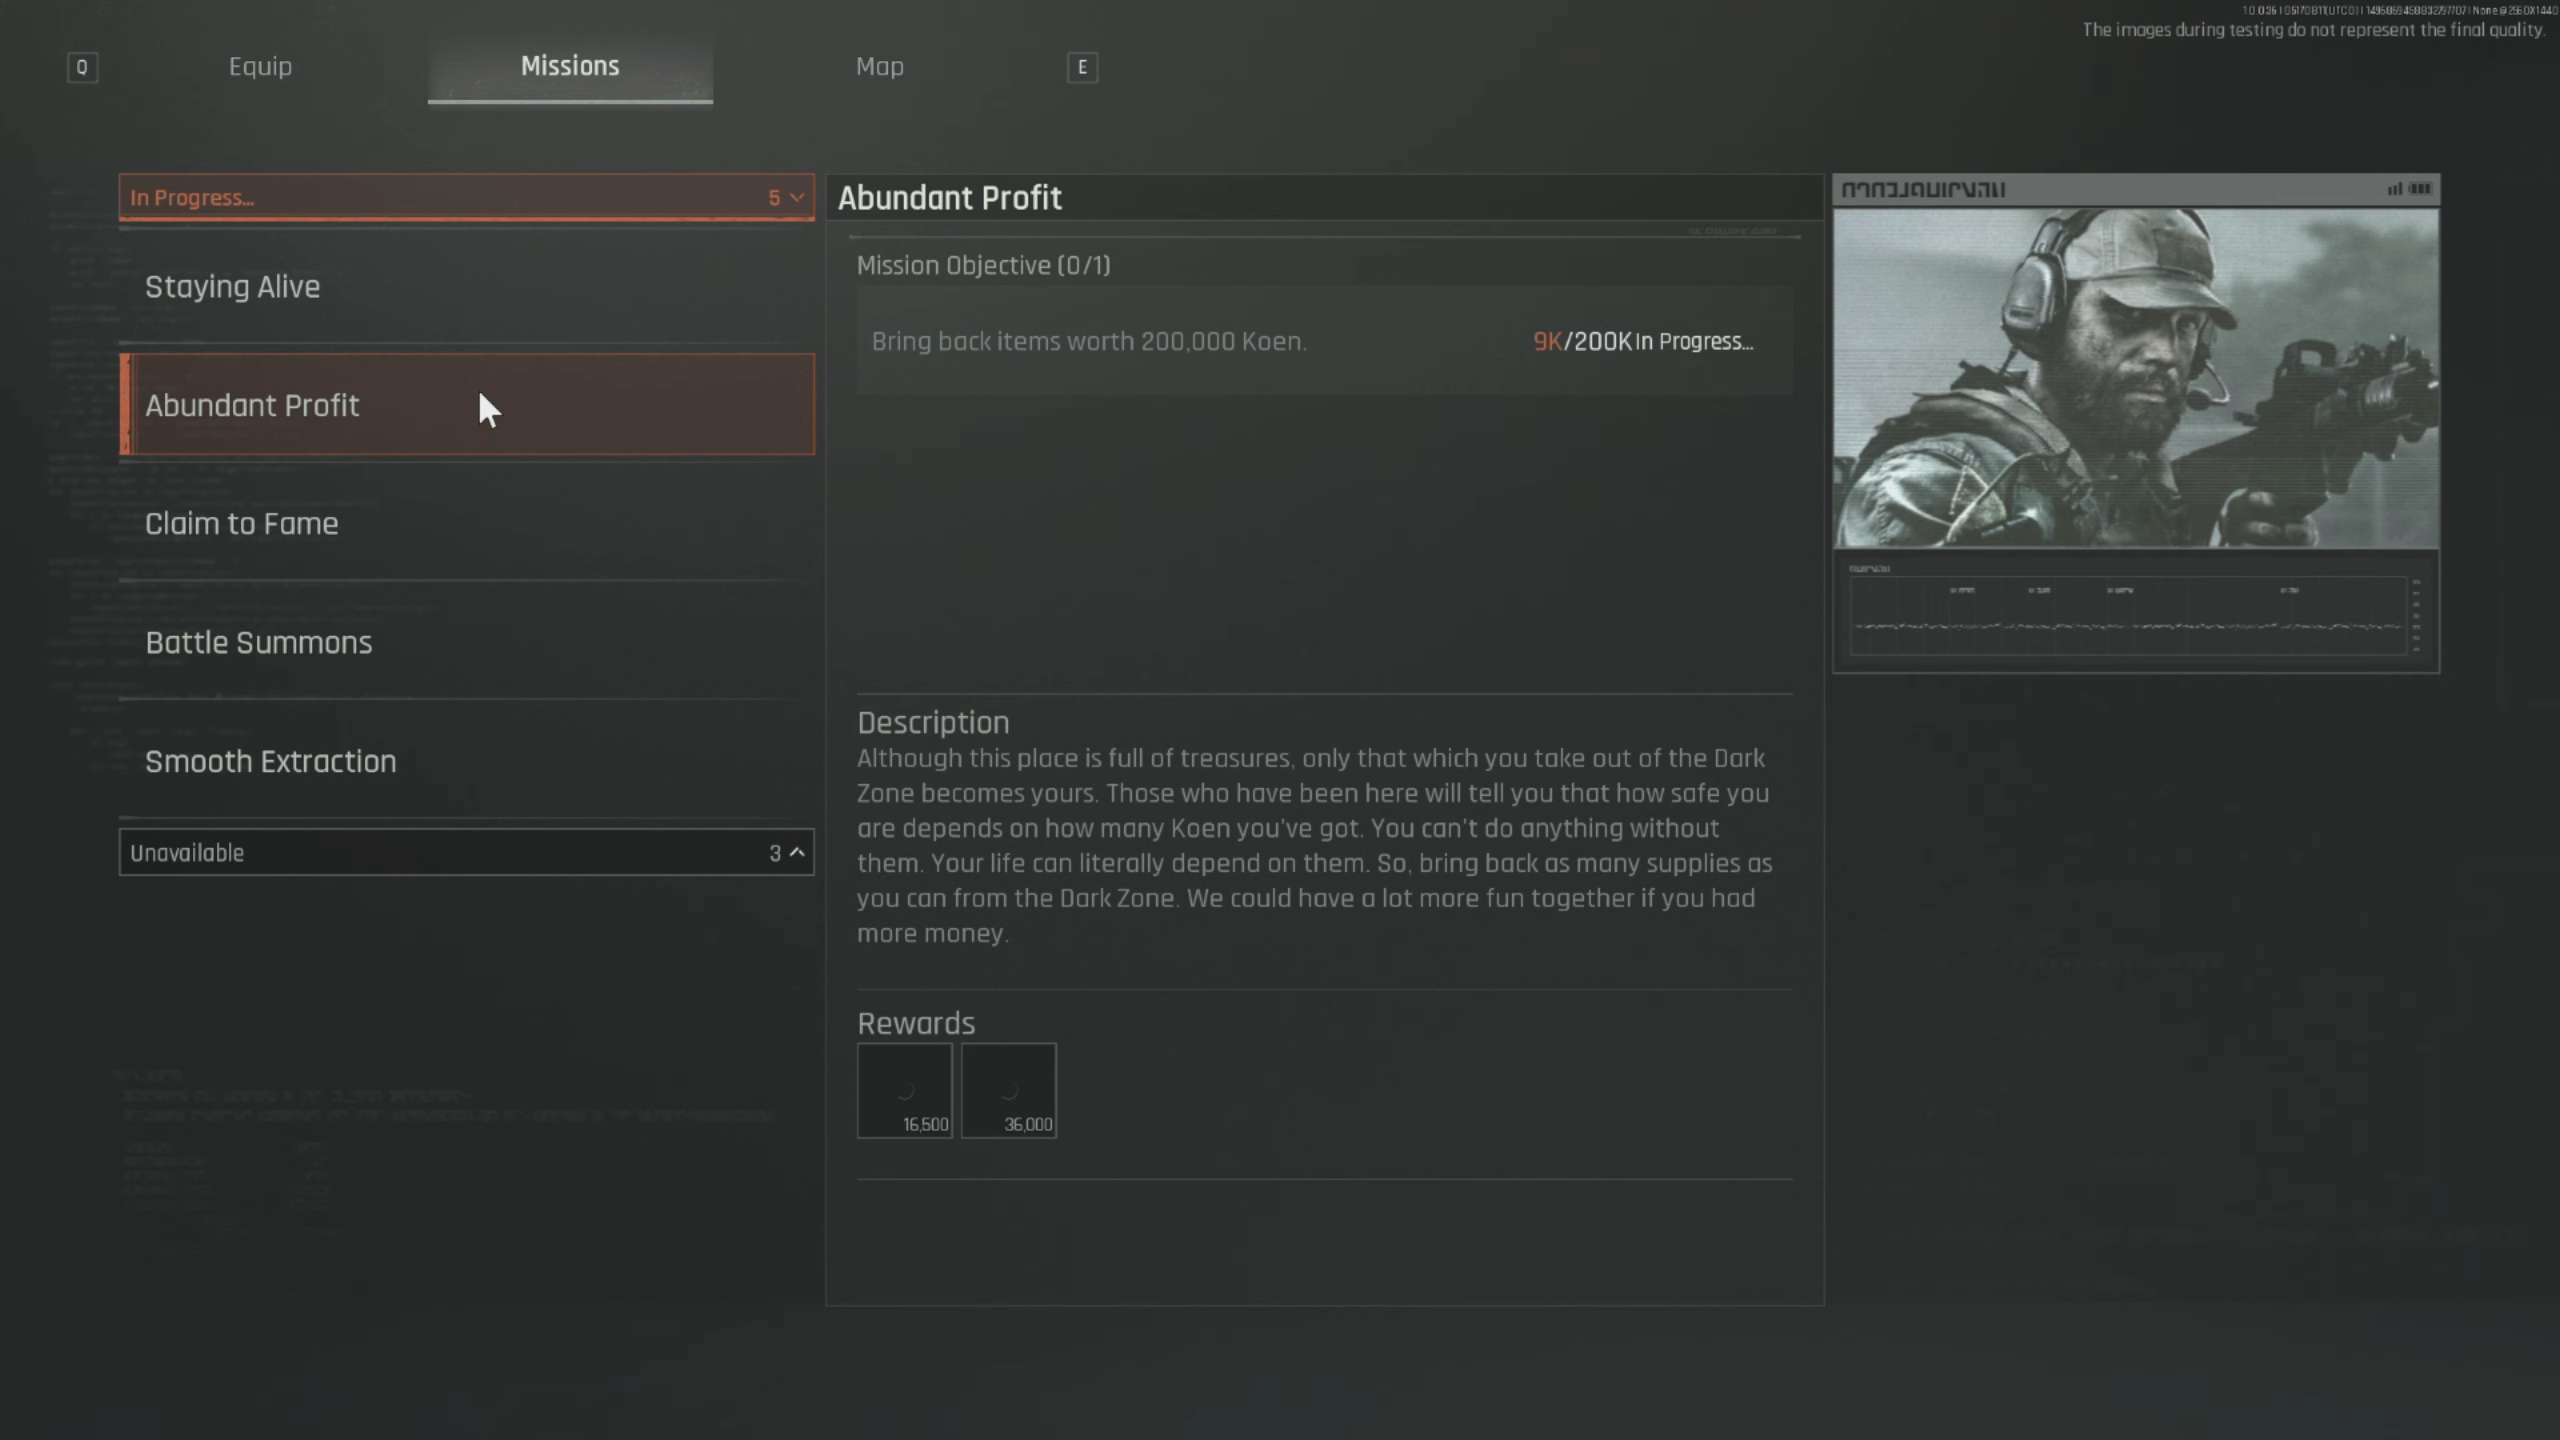 The images during testing do not represent the final quality.
Q
Equip
Missions
Map
E
In Progress...
5
Staying Alive
Abundant Profit
Claim to Fame
Battle Summons
Smooth Extraction
Unavailable
3
Abundant Profit
Mission Objective (0/1)
Bring back items worth 200,000 Koen.
9K/200K In Progress...
Description
Although this place is full of treasures, only that which you take out of the Dark
Zone becomes yours. Those who have been here will tell you that how safe you
are depends on how many Koen you've got. You can't do anything without
them. Your life can literally depend on them. So, bring back as many supplies as
you can from the Dark Zone. We could have a lot more fun together if you had
more money.
Rewards
16,500
36,000